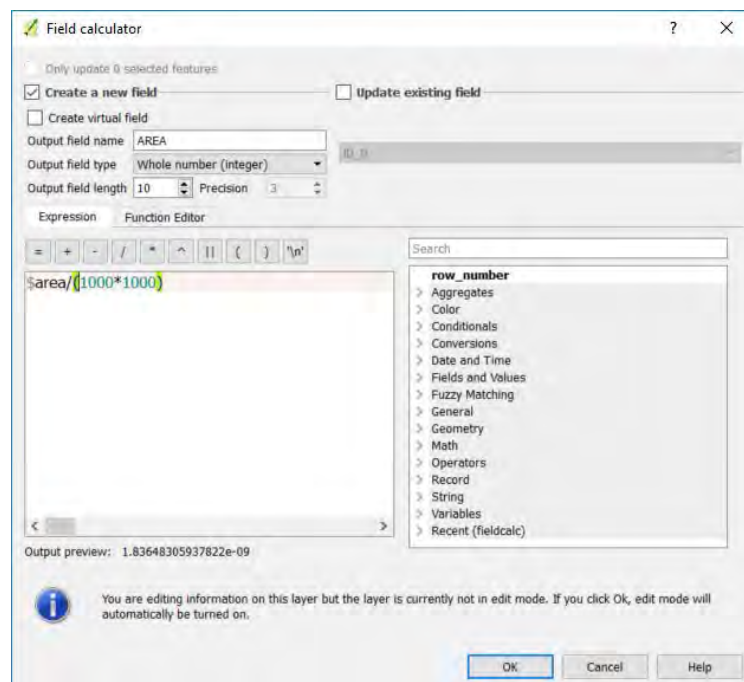 Field calculator
Only update 0 selected features
Create a new field
Update existing field
Create virtual field
Output field name AREA
Output field type Whole number (integer)
Output field length 10 Precision 3
Expression Function Editor
= + - / * ^ || ( ) '\n'
Search
$area/(1000*1000)
row_number
Aggregates
Color
Conditionals
Conversions
Date and Time
Fields and Values
Fuzzy Matching
General
Geometry
Math
Operators
Record
String
Variables
Recent (fieldcalc)
Output preview: 1.83648305937822e-09
You are editing information on this layer but the layer is currently not in edit mode. If you click Ok, edit mode will
automatically be turned on.
OK Cancel Help